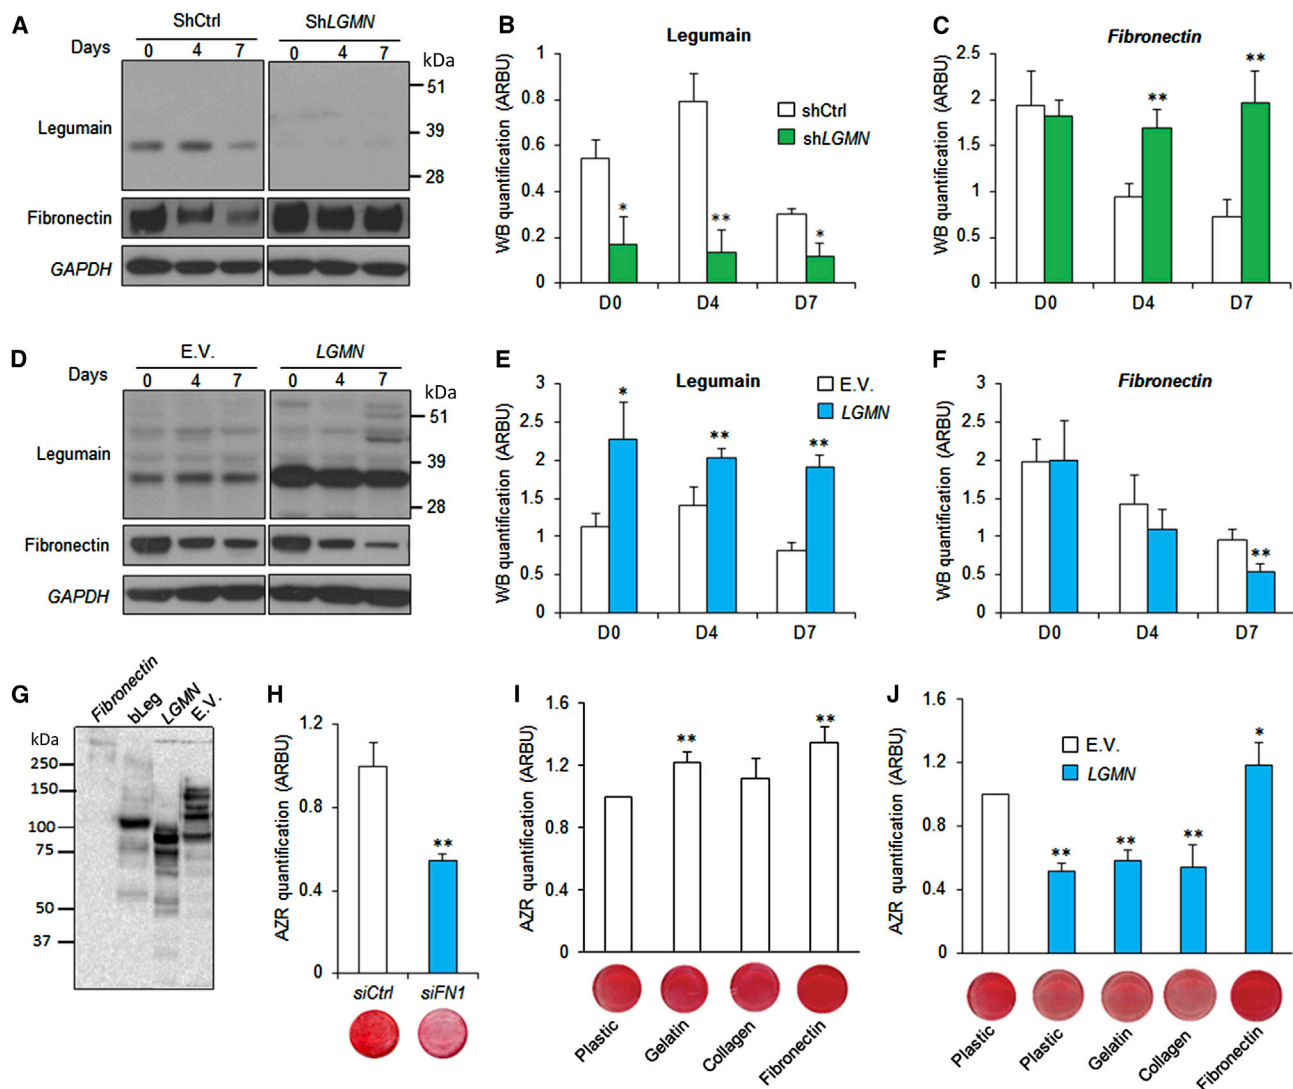 A
ShCtrl
ShLGMN
Days
0 4 7
0 4 7
kDa
51
39
28
Legumain
Fibronectin
GAPDH
B
Legumain
WB quantification (ARBU)
1
0.8
0.6
0.4
0.2
0
shCtrl
shLGMN
*
**
*
D0
D4
D7
C
Fibronectin
WB quantification (ARBU)
2.5
2
1
1
0.5
0
**
**
D0
D4
D7
D
E.V.
LGMN
Days
0 4 7
0 4 7
kDa
51
39
28
Legumain
Fibronectin
GAPDH
E
Legumain
WB quantification (ARBU)
3
2.5
2
1.5
1
0.5
0
E.V.
LGMN
*
**
**
D0
D4
D7
F
Fibronectin
WB quantification (ARBU)
3
2.5
2
1.5
1
0.5
0
**
D0
D4
D7
G
Fibronectin
bLeg
LGMN
E.V.
kDa
250
150
100
75
50
37
H
AZR quantification (ARBU)
1.2
0.8
0.4
0
**
siCtrl
siFN1
I
AZR quantification (ARBU)
1.6
1.2
0.8
0.4
0
**
**
Plastic
Gelatin
Collagen
Fibronectin
J
AZR quantification (ARBU)
1.6
1.2
0.8
0.4
0
E.V.
LGMN
**
**
**
*
Plastic
Plastic
Gelatin
Collagen
Fibronectin